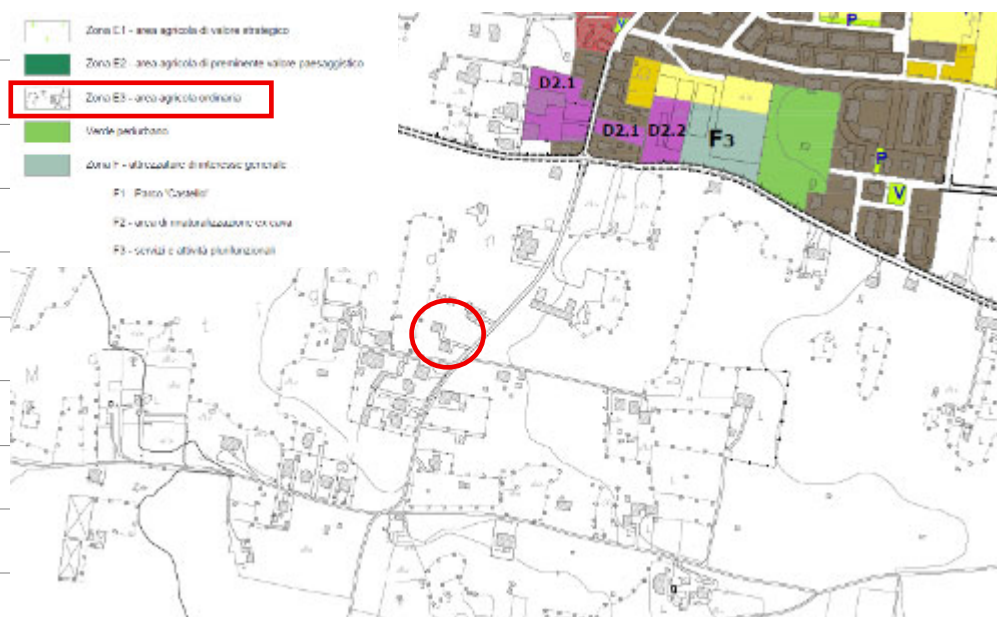 Zona E1 - area agricola di valore strategico
Zona E2 - area agricola di preminente valore paesaggistico
Zona E3 - area agricola ordinaria
Verde periurbano
Zona F - attrezzature di interesse generale
F1 - Parco "Castello"
F2 - area di rinaturalizzazione ex cava
F3 - servizi e attività plurifunzionali
V
P
D2.1
D2.1
D2.2
F3
P
V